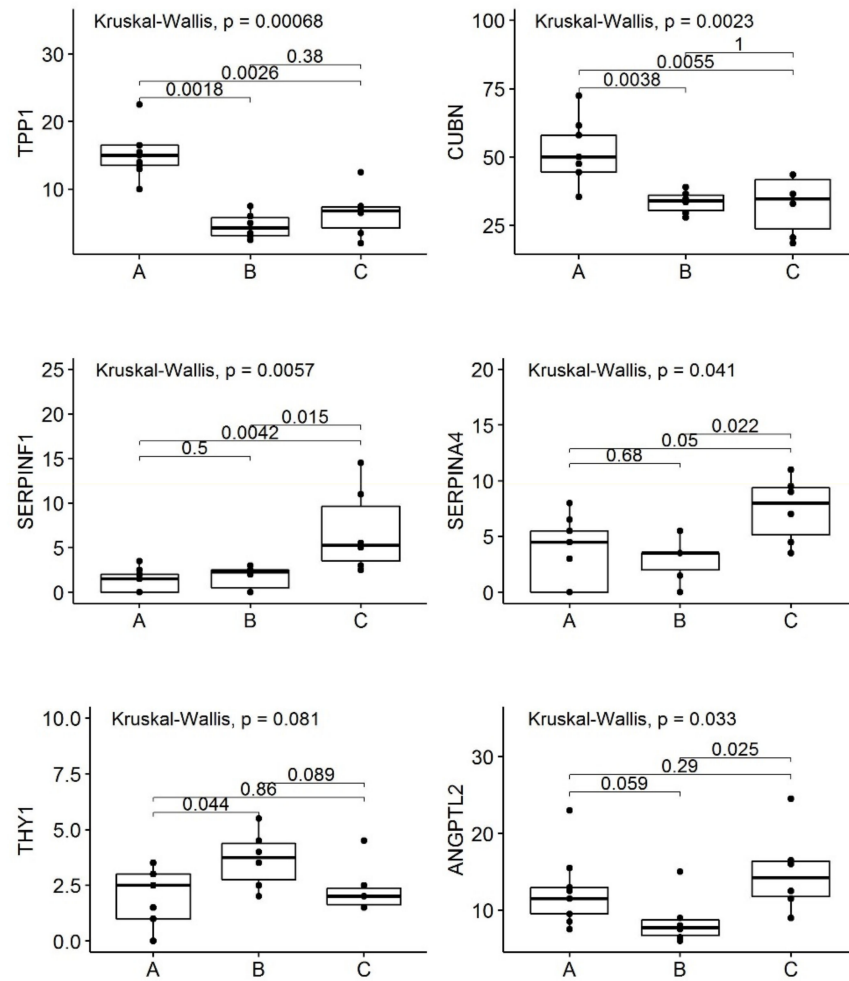 Kruskal-Wallis, p = 0.00068
30
20
10
TPP1
0.38
0.0026
0.0018
A B C
Kruskal-Wallis, p = 0.0023
100
75
50
25
CUBN
1
0.0055
0.0038
A B C
Kruskal-Wallis, p = 0.0057
25
20
15
10
5
0
SERPINF1
0.015
0.0042
0.5
A B C
Kruskal-Wallis, p = 0.041
20
15
10
5
0
SERPINA4
0.022
0.05
0.68
A B C
Kruskal-Wallis, p = 0.081
10.0
7.5
5.0
2.5
0.0
THY1
0.089
0.86
0.044
A B C
Kruskal-Wallis, p = 0.033
30
20
10
ANGPTL2
0.025
0.29
0.059
A B C